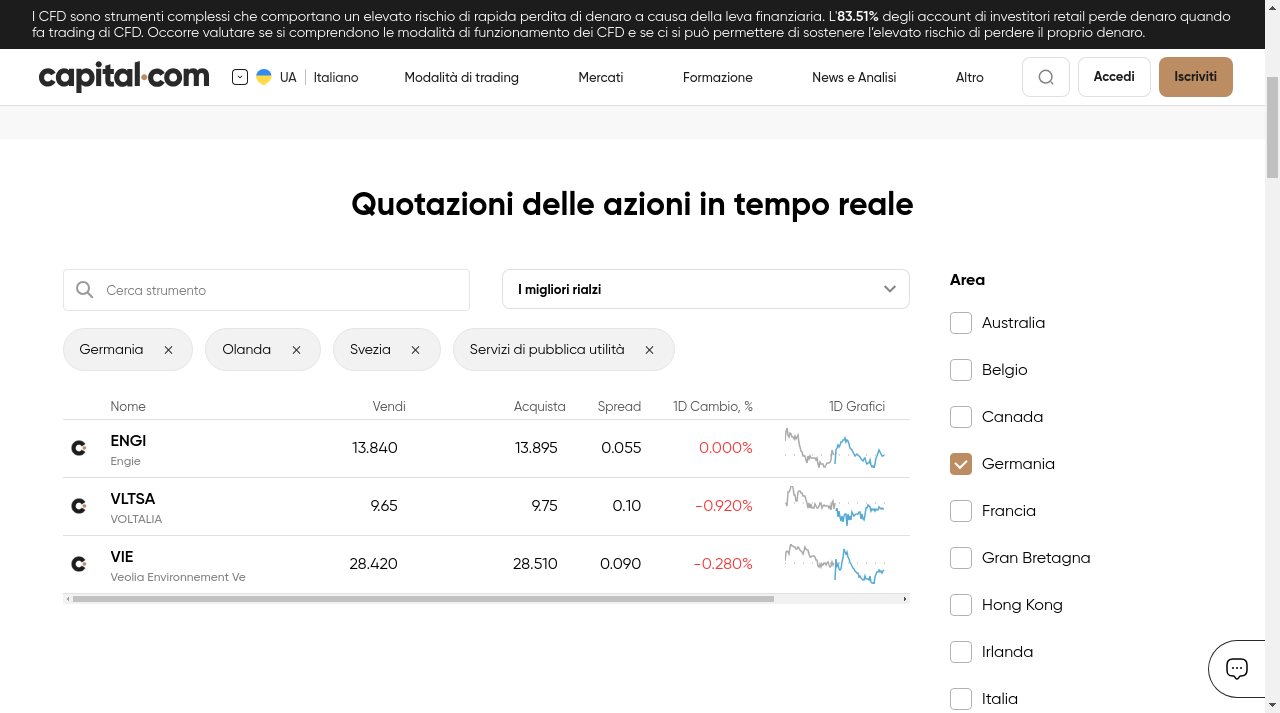 I CFD sono strumenti complessi che comportano un elevato rischio di rapida perdita di denaro a causa della leva finanziaria. L'83.51% degli account di investitori retail perde denaro quando
fa trading di CFD. Occorre valutare se si comprendono le modalità di funzionamento dei CFD e se ci si può permettere di sostenere l'elevato rischio di perdere il proprio denaro.
capital.com UA Italiano Modalità di trading Mercati Formazione News e Analisi Altro Accedi Iscriviti
Quotazioni delle azioni in tempo reale
Cerca strumento
I migliori rialzi
Germania
Olanda
Svezia
Servizi di pubblica utilità
Nome Vendi Acquista Spread 1D Cambio, % 1D Grafici
ENGI 13.840 13.895 0.055 0.000%
Engie
VLTSA 9.65 9.75 0.10 -0.920%
VOLTALIA
VIE 28.420 28.510 0.090 -0.280%
Veolia Environnement Ve
Area
Australia
Belgio
Canada
Germania
Francia
Gran Bretagna
Hong Kong
Irlanda
Italia